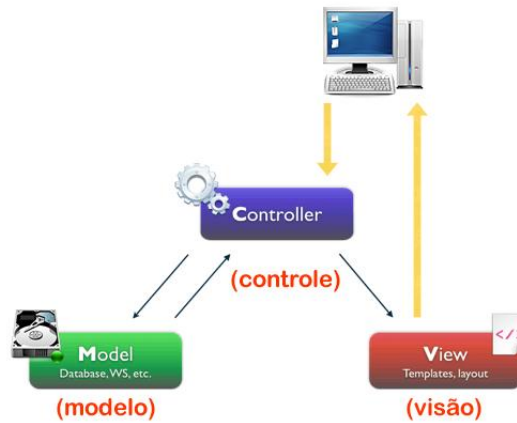 Controller
(controle)
Model
Database, WS, etc.
(modelo)
</>
View
Templates, layout
(visão)